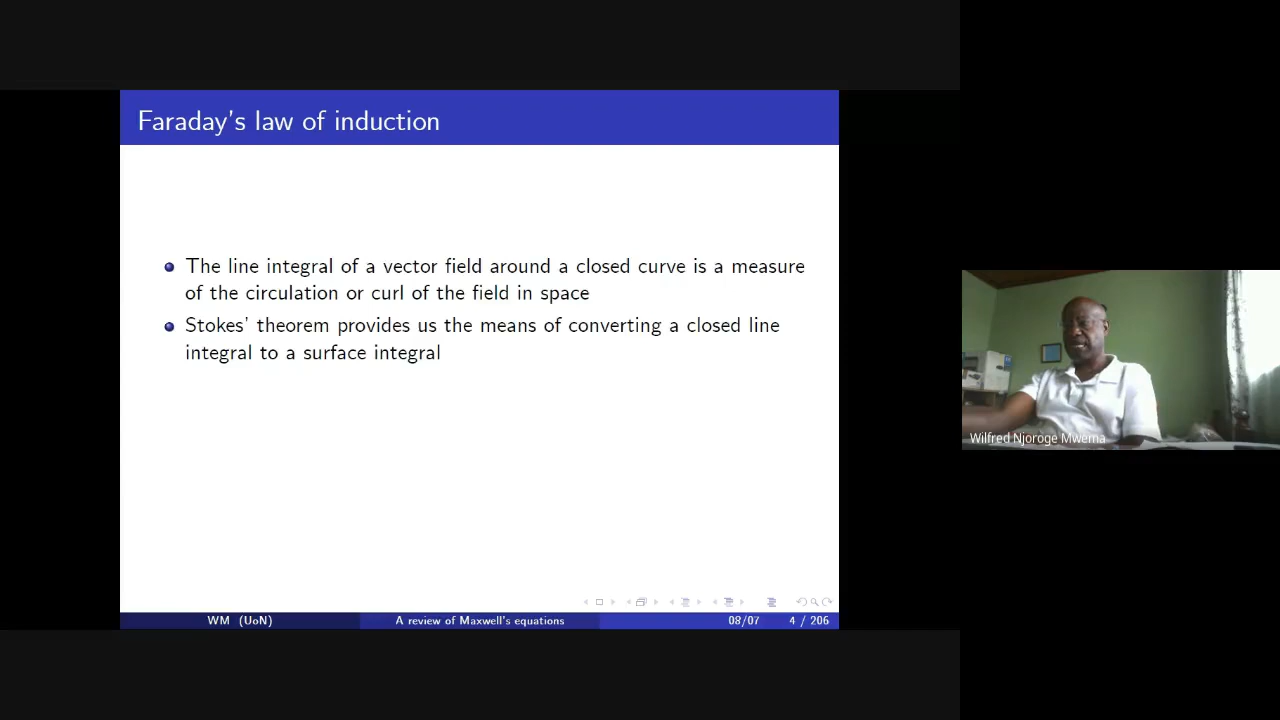 Faraday's law of induction
The line integral of a vector field around a closed curve is a measure
of the circulation or curl of the field in space
Stokes' theorem provides us the means of converting a closed line
integral to a surface integral
Wilfred Njoroge Mwema
WM (UoN)
A review of Maxwell's equations
08/07
4 / 206